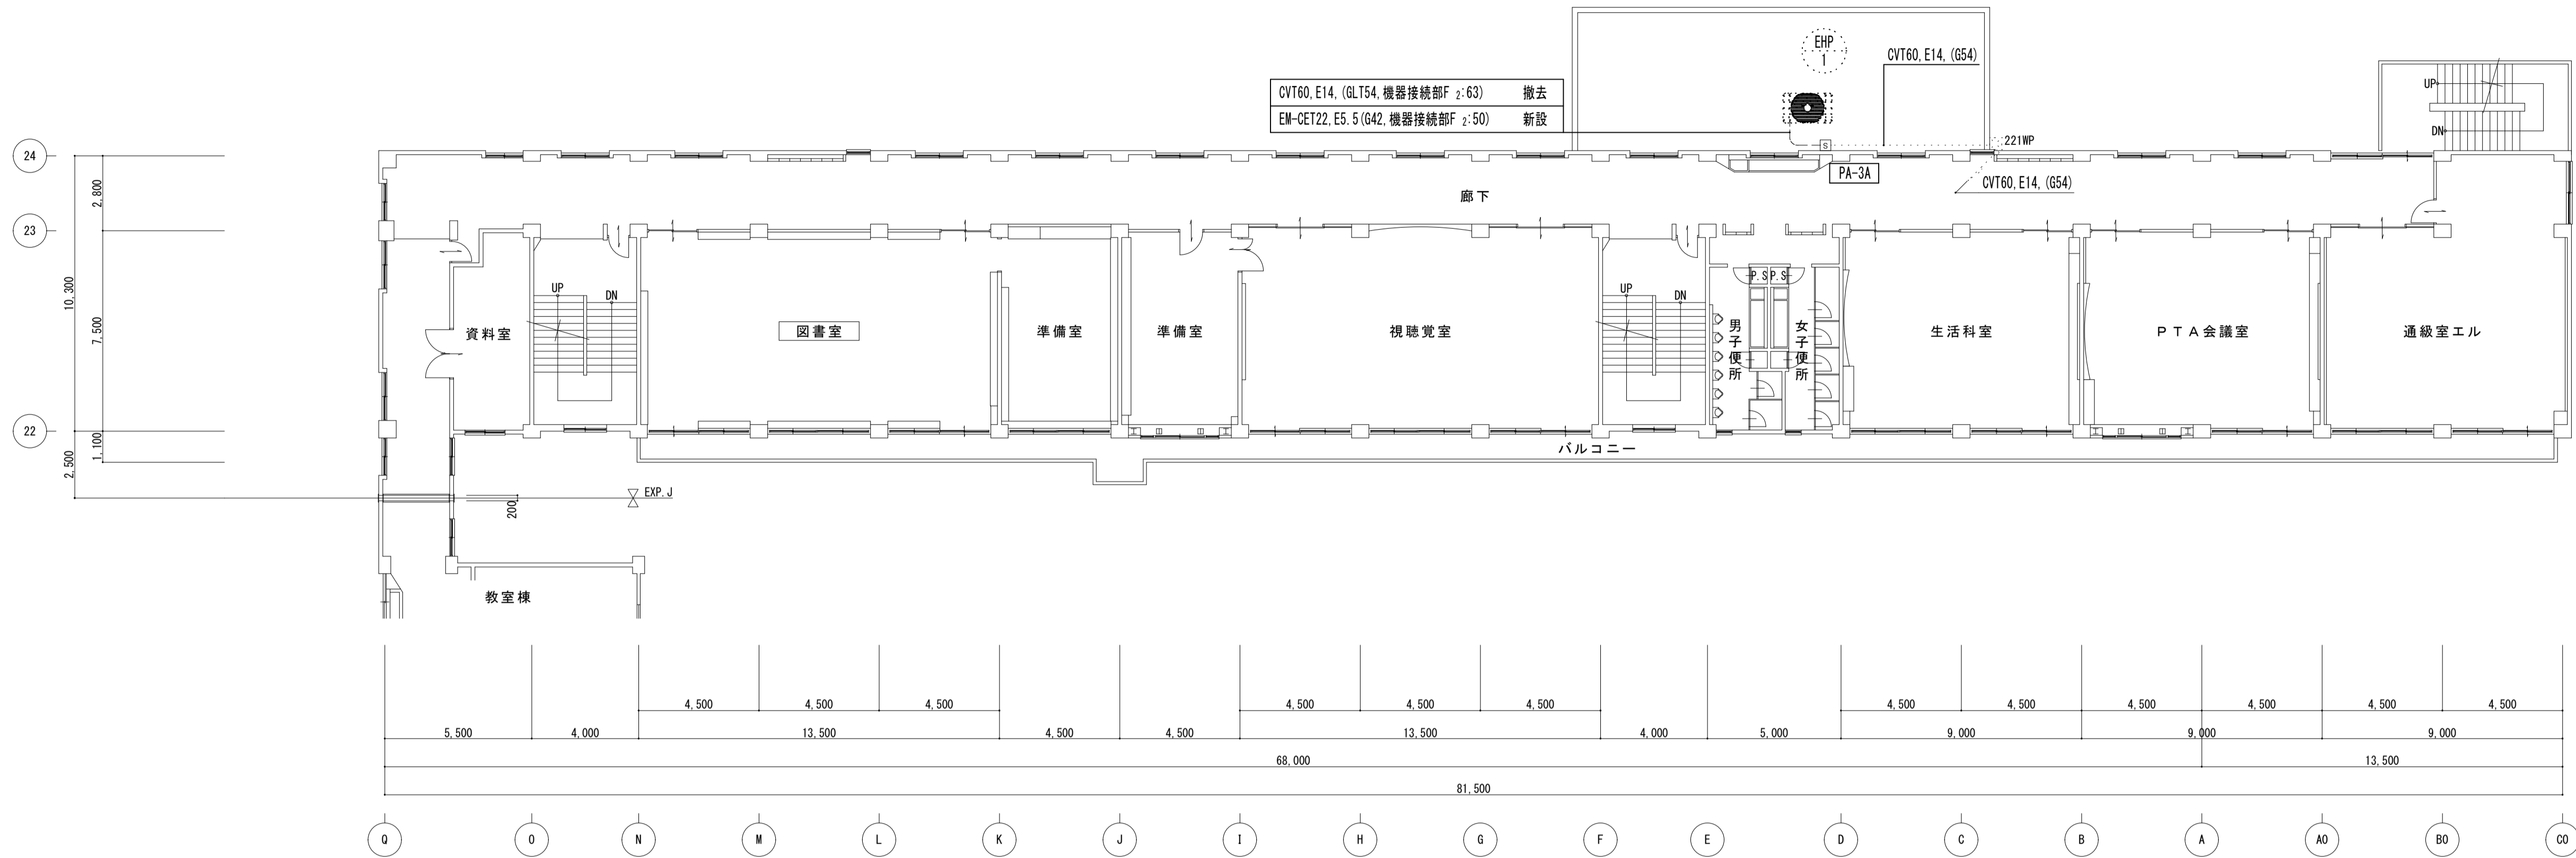 EHP
1
CVT60,E14,(G54)
CVT60,E14,(GLT54,機器接続部F 2:63) 撤去
EM-CET22,E5.5(G42,機器接続部F 2:50) 新設
UP
DN
S
221WP
PA-3A
CVT60,E14,(G54)
24
23
22
2,800
10,300
7,500
2,500
1,100
廊下
UP
DN
UP
DN
P.S
P.S
資料室
図書室
準備室
準備室
視聴覚室
男子便所
女子便所
生活科室
PTA会議室
通級室エル
バルコニー
EXP.J
200
教室棟
4,500 4,500 4,500 4,500 4,500 4,500 4,500 4,500 4,500 4,500 4,500 4,500
5,500 4,000 13,500 4,500 4,500 13,500 4,000 5,000 9,000 9,000 9,000
68,000 13,500
81,500
Q O N M L K J I H G F E D C B A A0 B0 C0